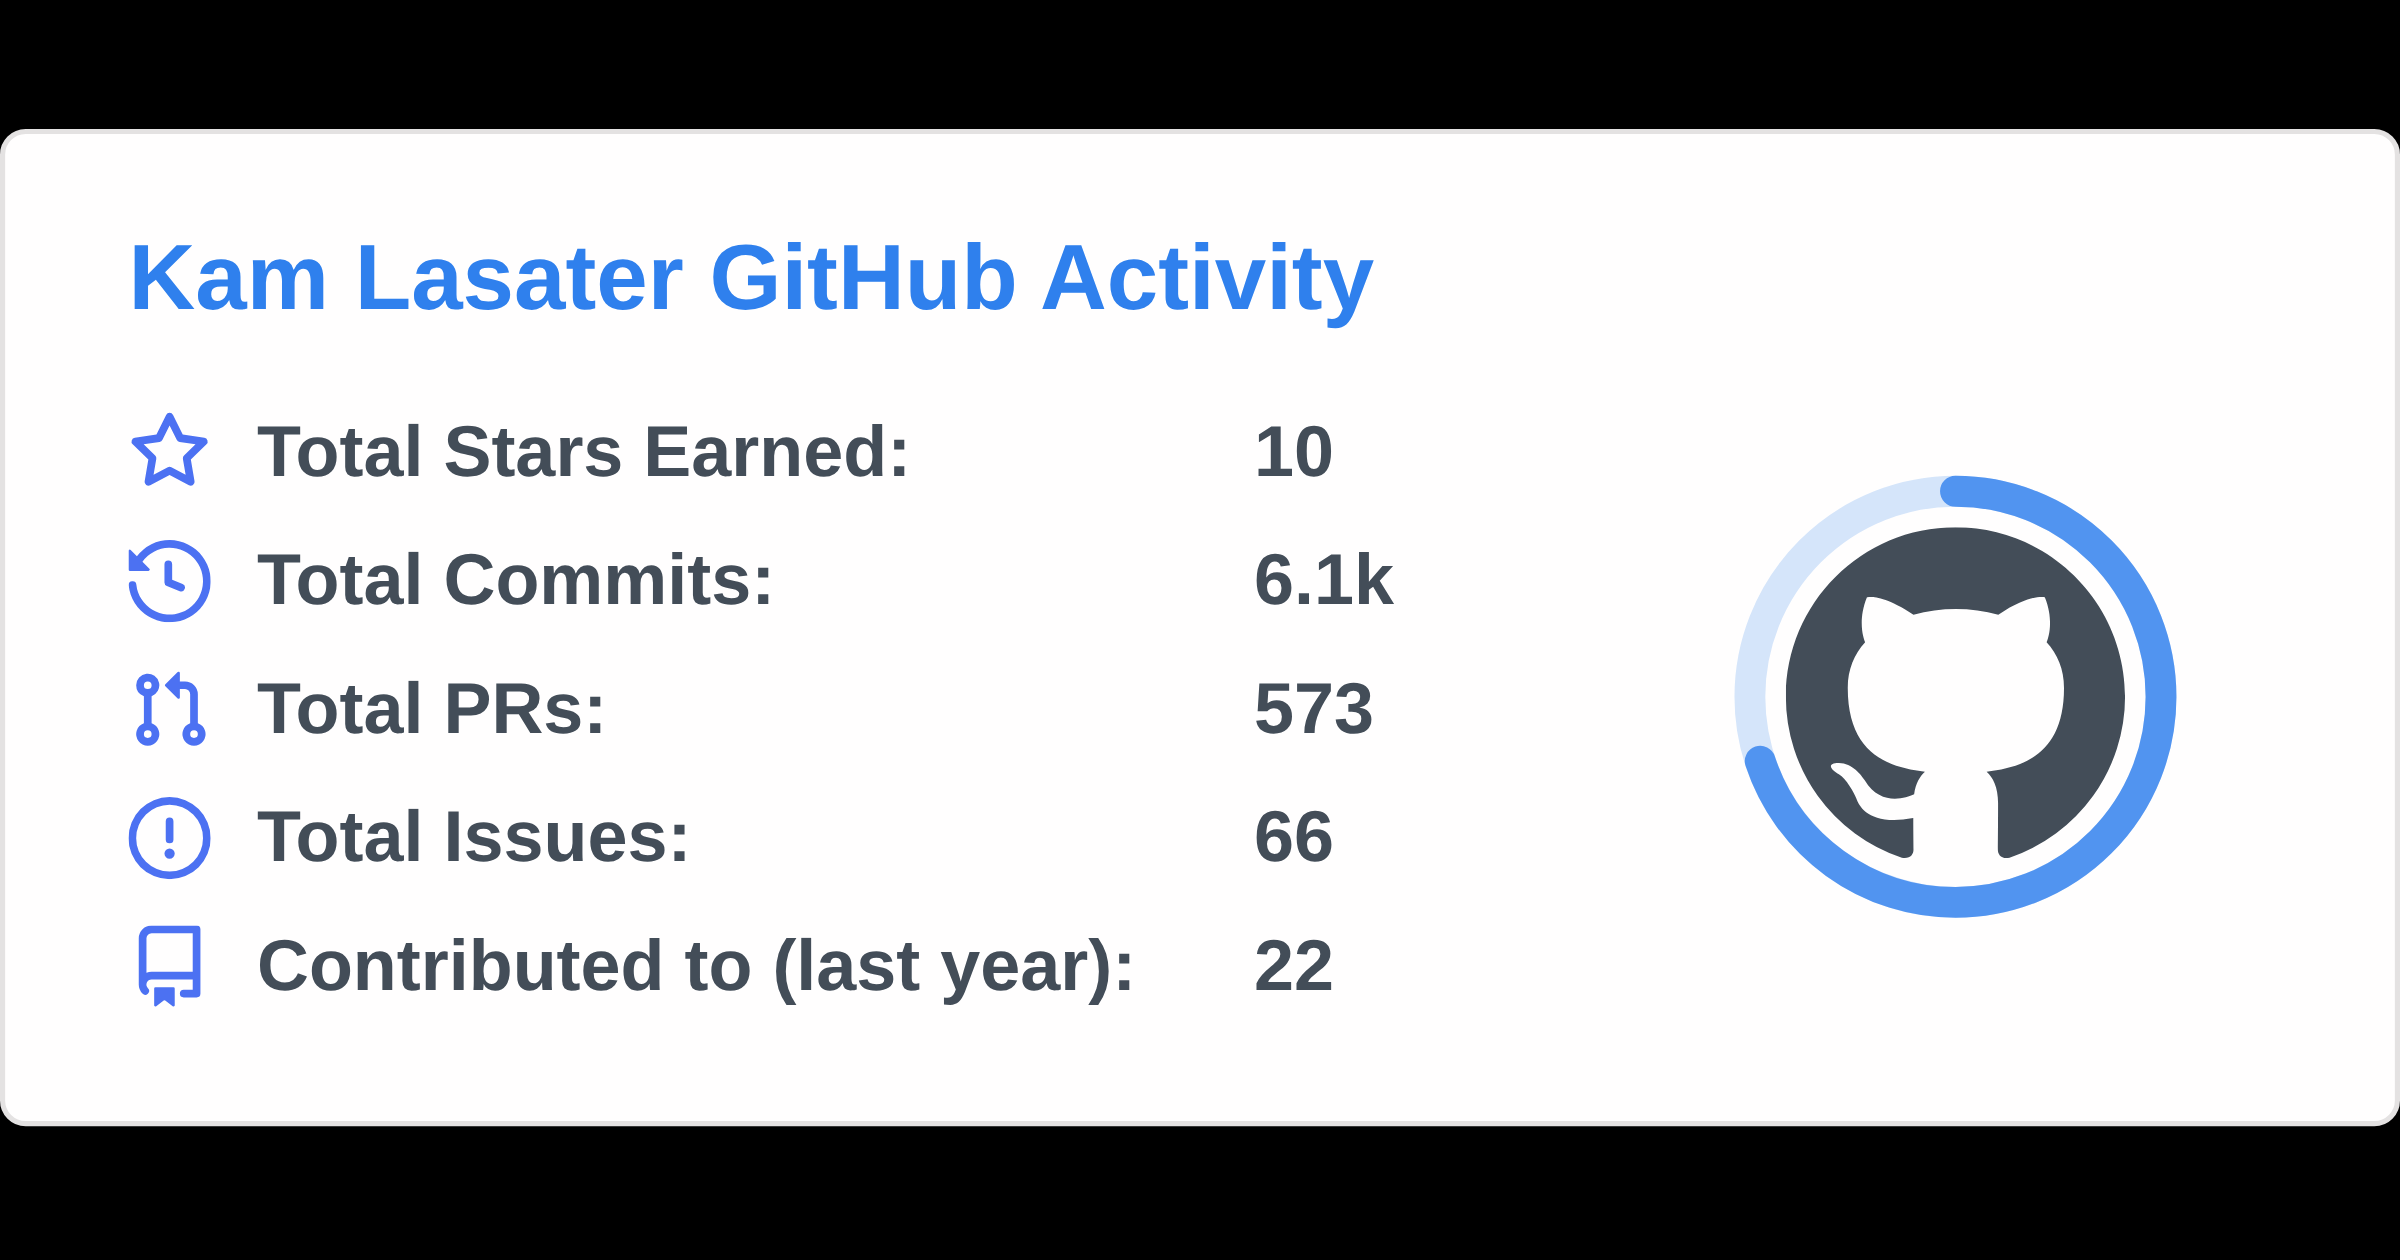 Kam Lasater GitHub Activity
Total Stars Earned: 10
Total Commits: 6.1k
Total PRs: 573
Total Issues: 66
Contributed to (last year): 22